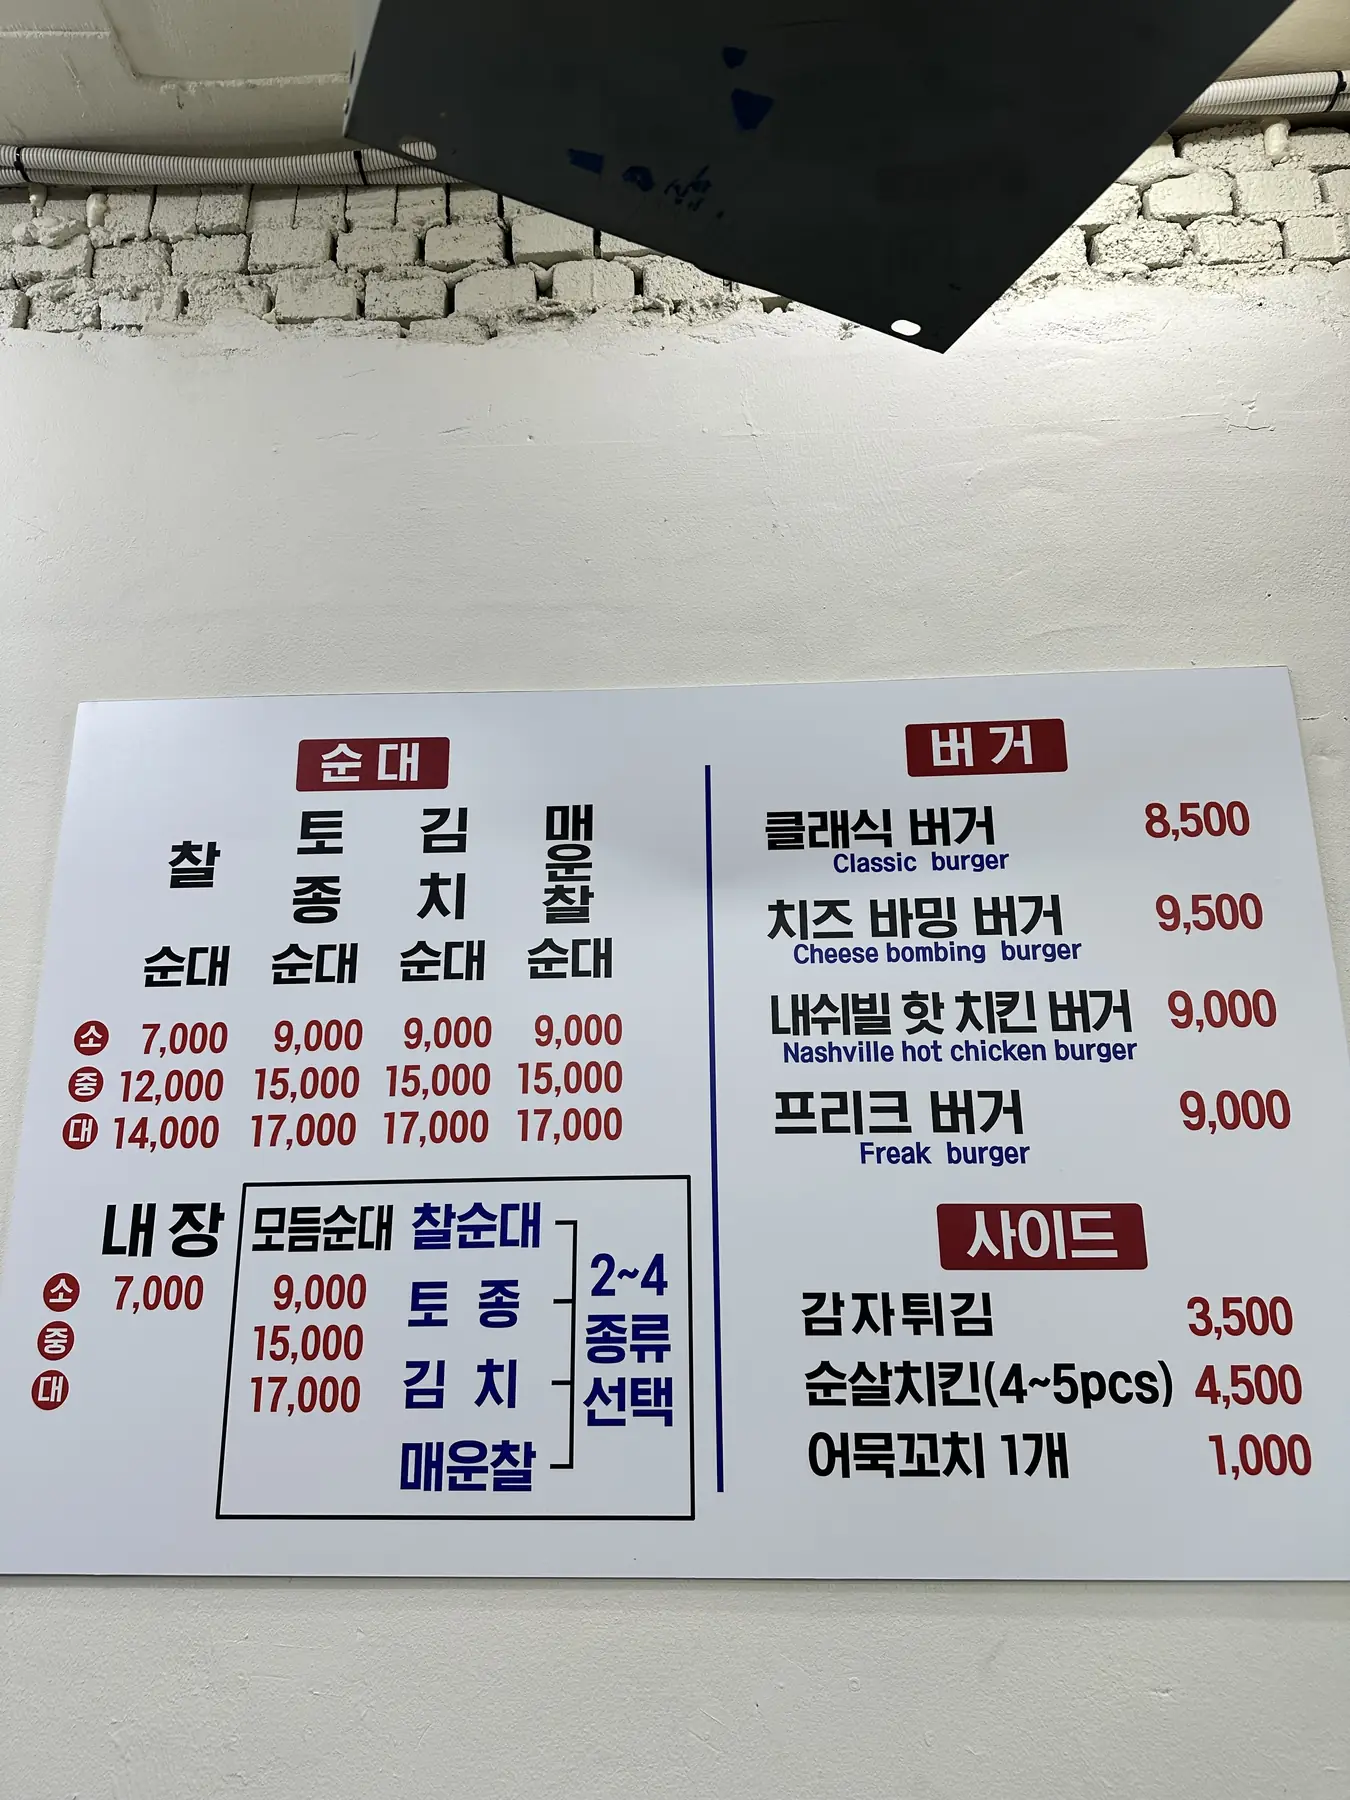 순대
찰 토종 김치 매운찰
순대 순대 순대 순대
소 7,000 9,000 9,000 9,000
중 12,000 15,000 15,000 15,000
대 14,000 17,000 17,000 17,000
내장
소 7,000
중
대
모듬순대
9,000
15,000
17,000
찰순대
토종
김치
매운찰
2~4
종류
선택
버거
클래식 버거 8,500
Classic burger
치즈 바밍 버거 9,500
Cheese bombing burger
내쉬빌 핫 치킨 버거 9,000
Nashville hot chicken burger
프리크 버거 9,000
Freak burger
사이드
감자튀김 3,500
순살치킨(4~5pcs) 4,500
어묵꼬치 1개 1,000